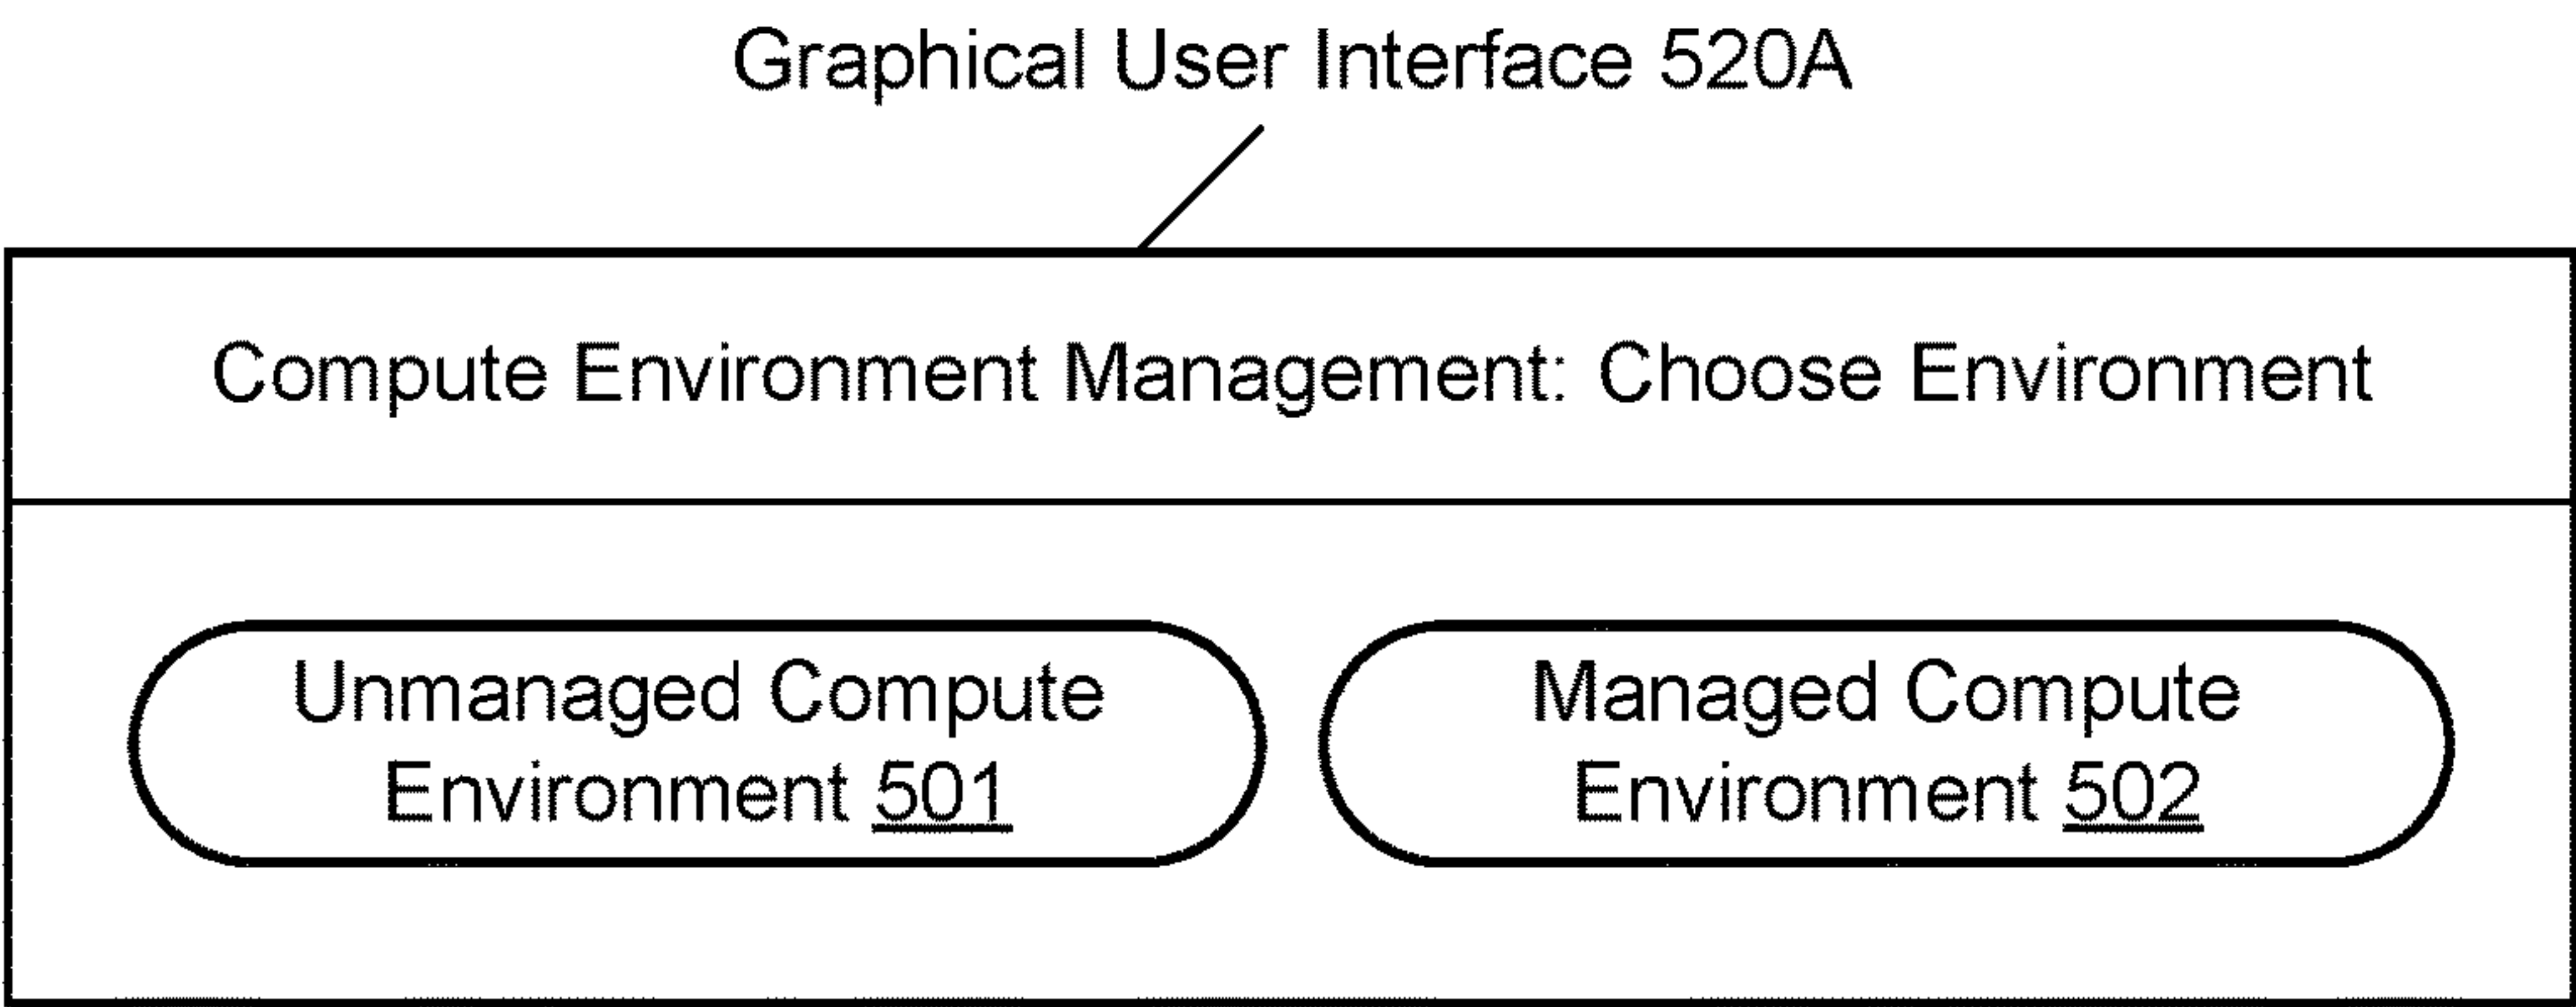 Graphical User Interface 520A
Compute Environment Management: Choose Environment
Unmanaged Compute
Environment 501
Managed Compute
Environment 502